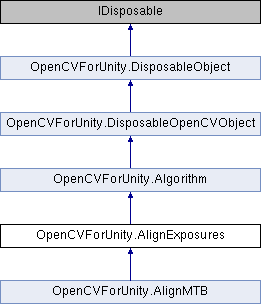 IDisposable
OpenCVForUnity.DisposableObject
OpenCVForUnity.DisposableOpenCVObject
OpenCVForUnity.Algorithm
OpenCVForUnity.AlignExposures
OpenCVForUnity.AlignMTB